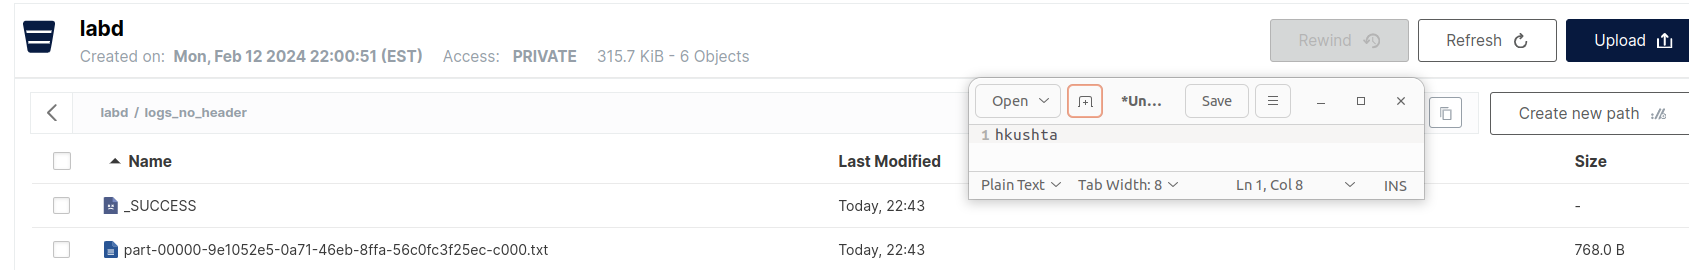 labd
Created on: Mon, Feb 12 2024 22:00:51 (EST) Access: PRIVATE 315.7 KiB - 6 Objects
Rewind Refresh Upload
labd / logs_no_header
Create new path
Open *Un... Save
1 hkushta
Plain Text Tab Width: 8 Ln 1, Col 8 INS
Name Last Modified Size
_SUCCESS Today, 22:43 -
part-00000-9e1052e5-0a71-46eb-8ffa-56c0fc3f25ec-c000.txt Today, 22:43 768.0 B